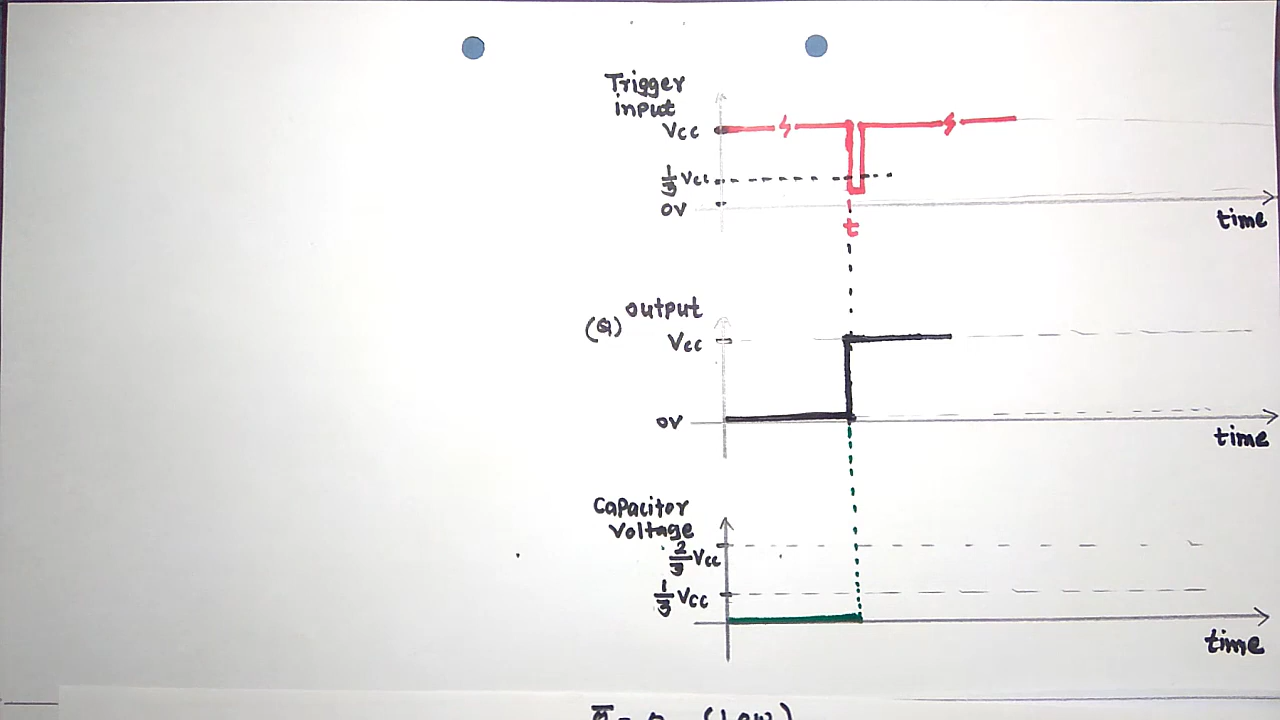 Trigger
input
Vcc
1/3 Vcc
0V
time
t
output
(Q)
Vcc
0V
time
Capacitor
Voltage
2/3 Vcc
1/3 Vcc
time
(Low)